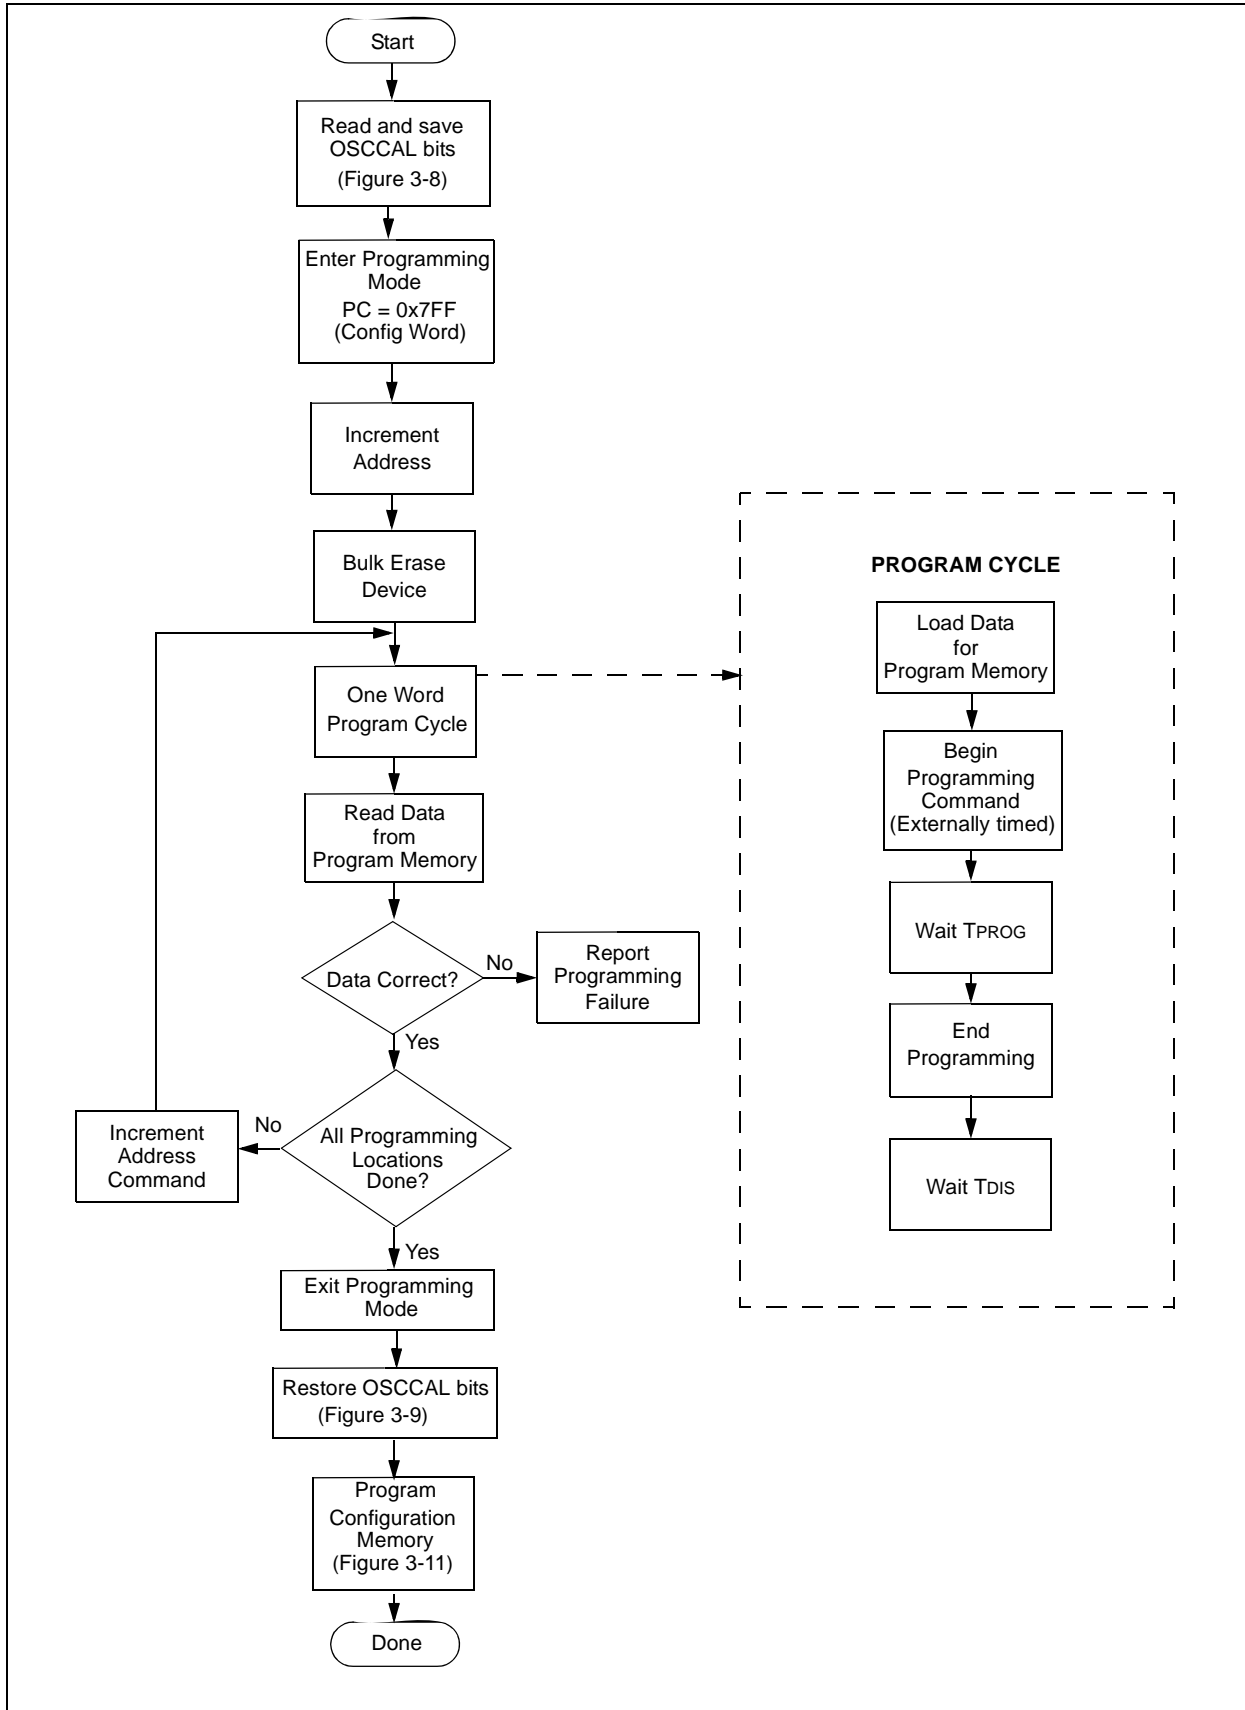 Start
Read and save
OSCCAL bits
(Figure 3-8)
Enter Programming
Mode
PC = 0x7FF
(Config Word)
Increment
Address
Bulk Erase
Device
One Word
Program Cycle
Read Data
from
Program Memory
Data Correct?
No
Report
Programming
Failure
Yes
All Programming
Locations
Done?
No
Increment
Address
Command
Yes
Exit Programming
Mode
Restore OSCCAL bits
(Figure 3-9)
Program
Configuration
Memory
(Figure 3-11)
Done
PROGRAM CYCLE
Load Data
for
Program Memory
Begin
Programming
Command
(Externally timed)
Wait TPROG
End
Programming
Wait TDIS